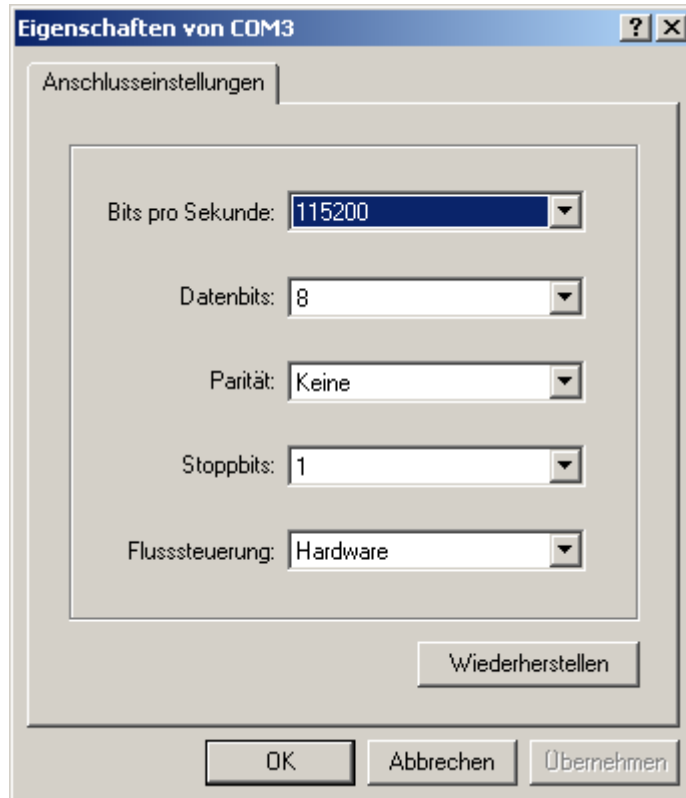 Eigenschaften von COM3
Anschlusseinstellungen
Bits pro Sekunde: 115200
Datenbits: 8
Parität: Keine
Stoppbits: 1
Flusssteuerung: Hardware
Wiederherstellen
OK Abbrechen Übernehmen